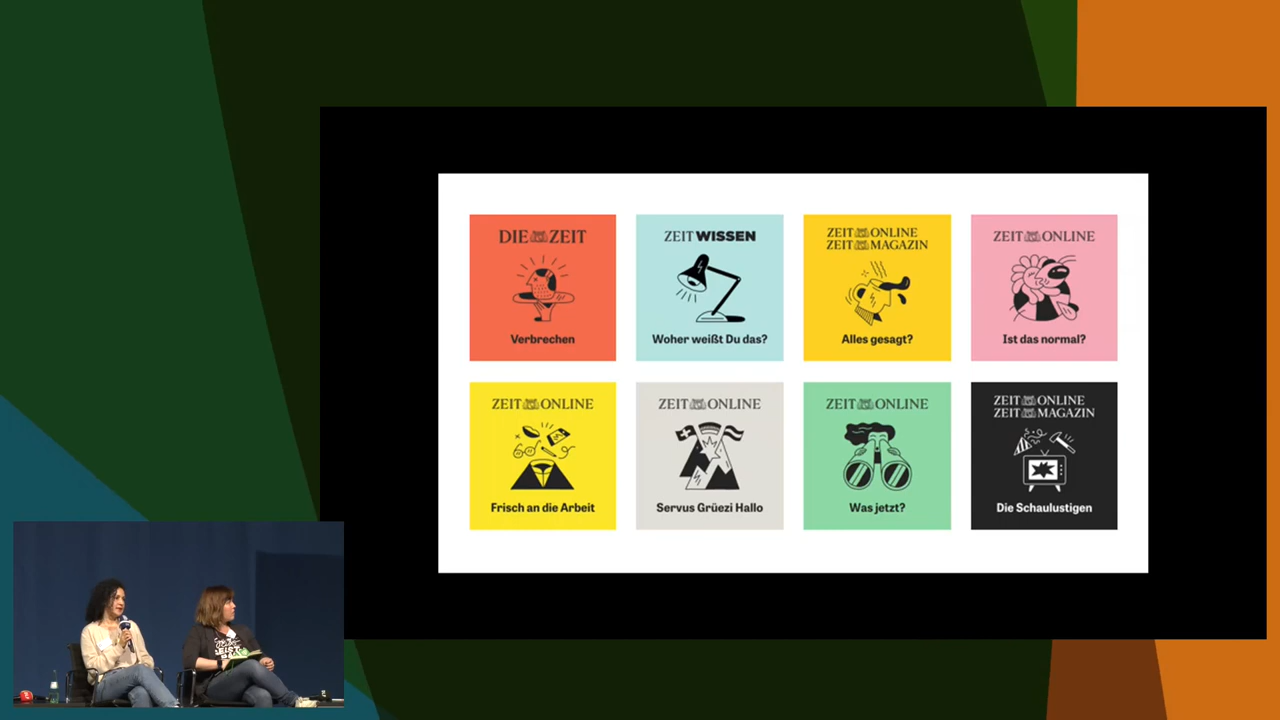 DIE ZEIT
Verbrechen
ZEIT WISSEN
Woher weißt Du das?
ZEIT ONLINE
ZEIT MAGAZIN
Alles gesagt?
ZEIT ONLINE
Ist das normal?
ZEIT ONLINE
Frisch an die Arbeit
ZEIT ONLINE
Servus Grüezi Hallo
ZEIT ONLINE
Was jetzt?
ZEIT ONLINE
ZEIT MAGAZIN
Die Schaulustigen